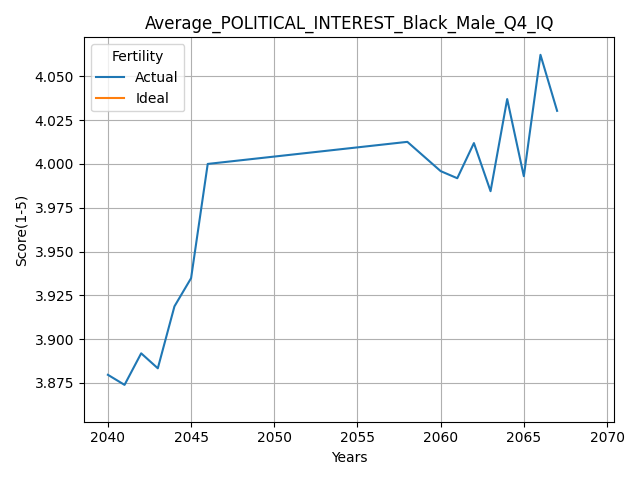 Average_POLITICAL_INTEREST_Black_Male_Q4_IQ
Fertility
Actual
Ideal
4.050
4.025
4.000
3.975
3.950
3.925
3.900
3.875
Score(1-5)
2040 2045 2050 2055 2060 2065 2070
Years